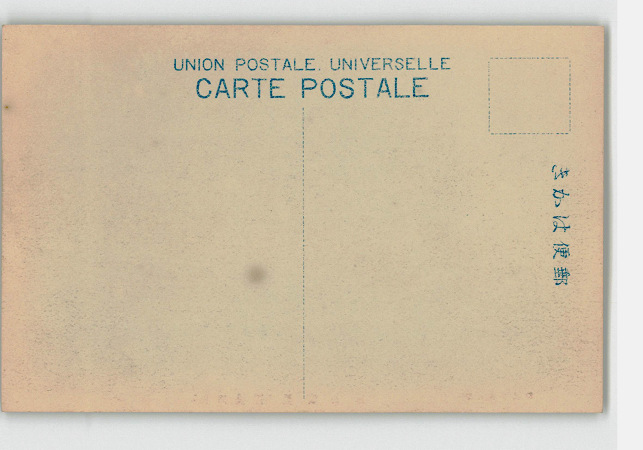 UNION POSTALE. UNIVERSELLE
CARTE POSTALE
きかは便郵